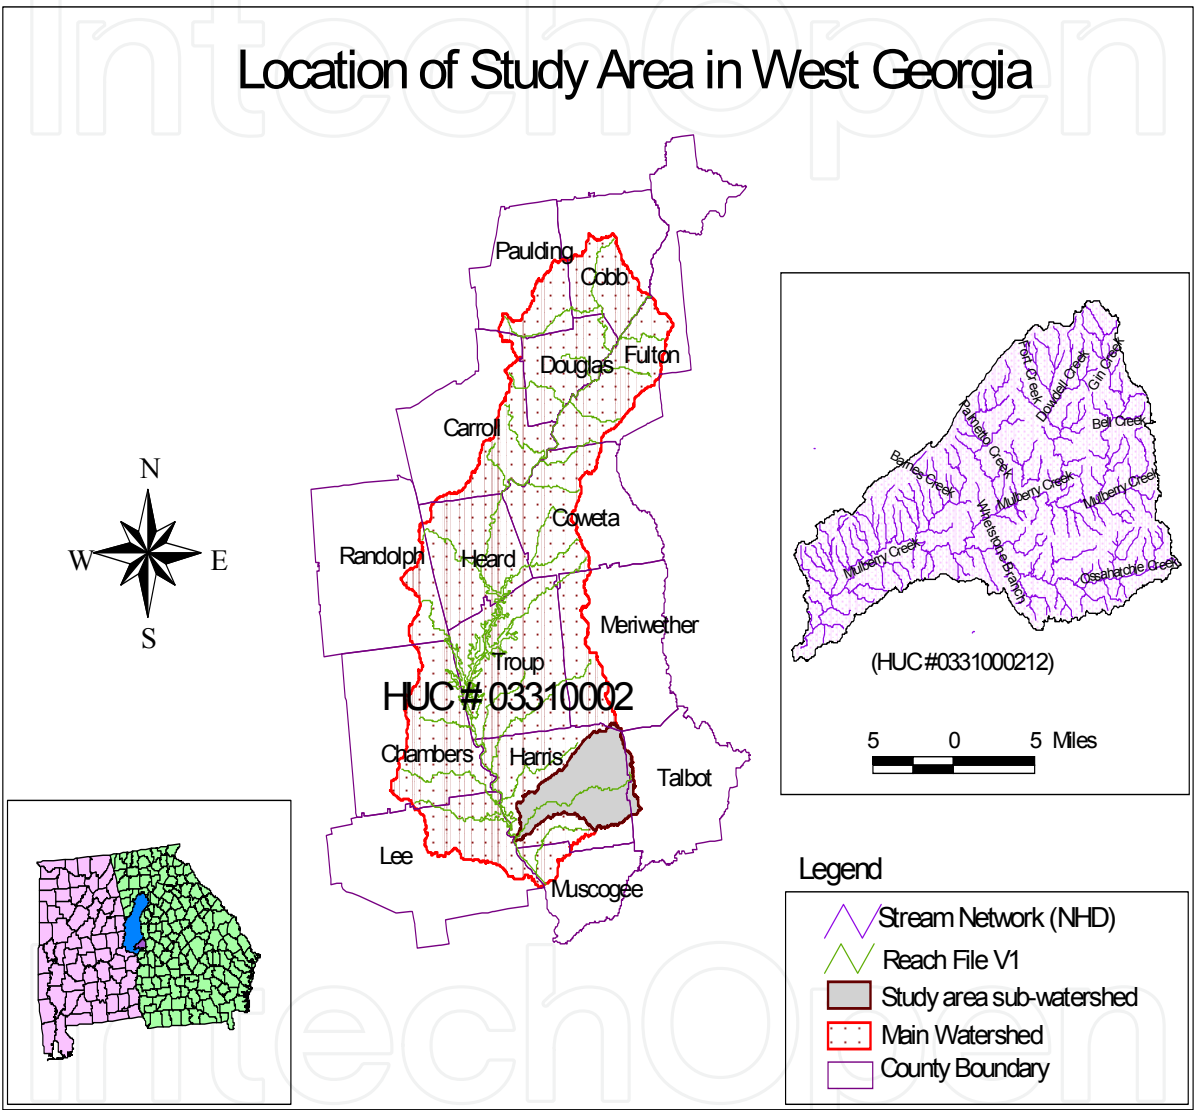 IntechOpen
Location of Study Area in West Georgia
Paulding
Cobb
Douglas
Fulton
Carroll
Coweta
Randolph
Heard
Meriwether
Troup
HUC # 03310002
Chambers
Harris
Talbot
Lee
Muscogee
N
W
E
S
Fort Creek
Dowdell Creek
Gin Creek
Palmetto Creek
Bell Creek
Barnes Creek
Mulberry Creek
Mulberry Creek
Whetstone Branch
Mulberry Creek
Ossahatchie Creek
(HUC #0331000212)
5 0 5 Miles
Legend
Stream Network (NHD)
Reach File V1
Study area sub-watershed
Main Watershed
County Boundary
IntechOpen